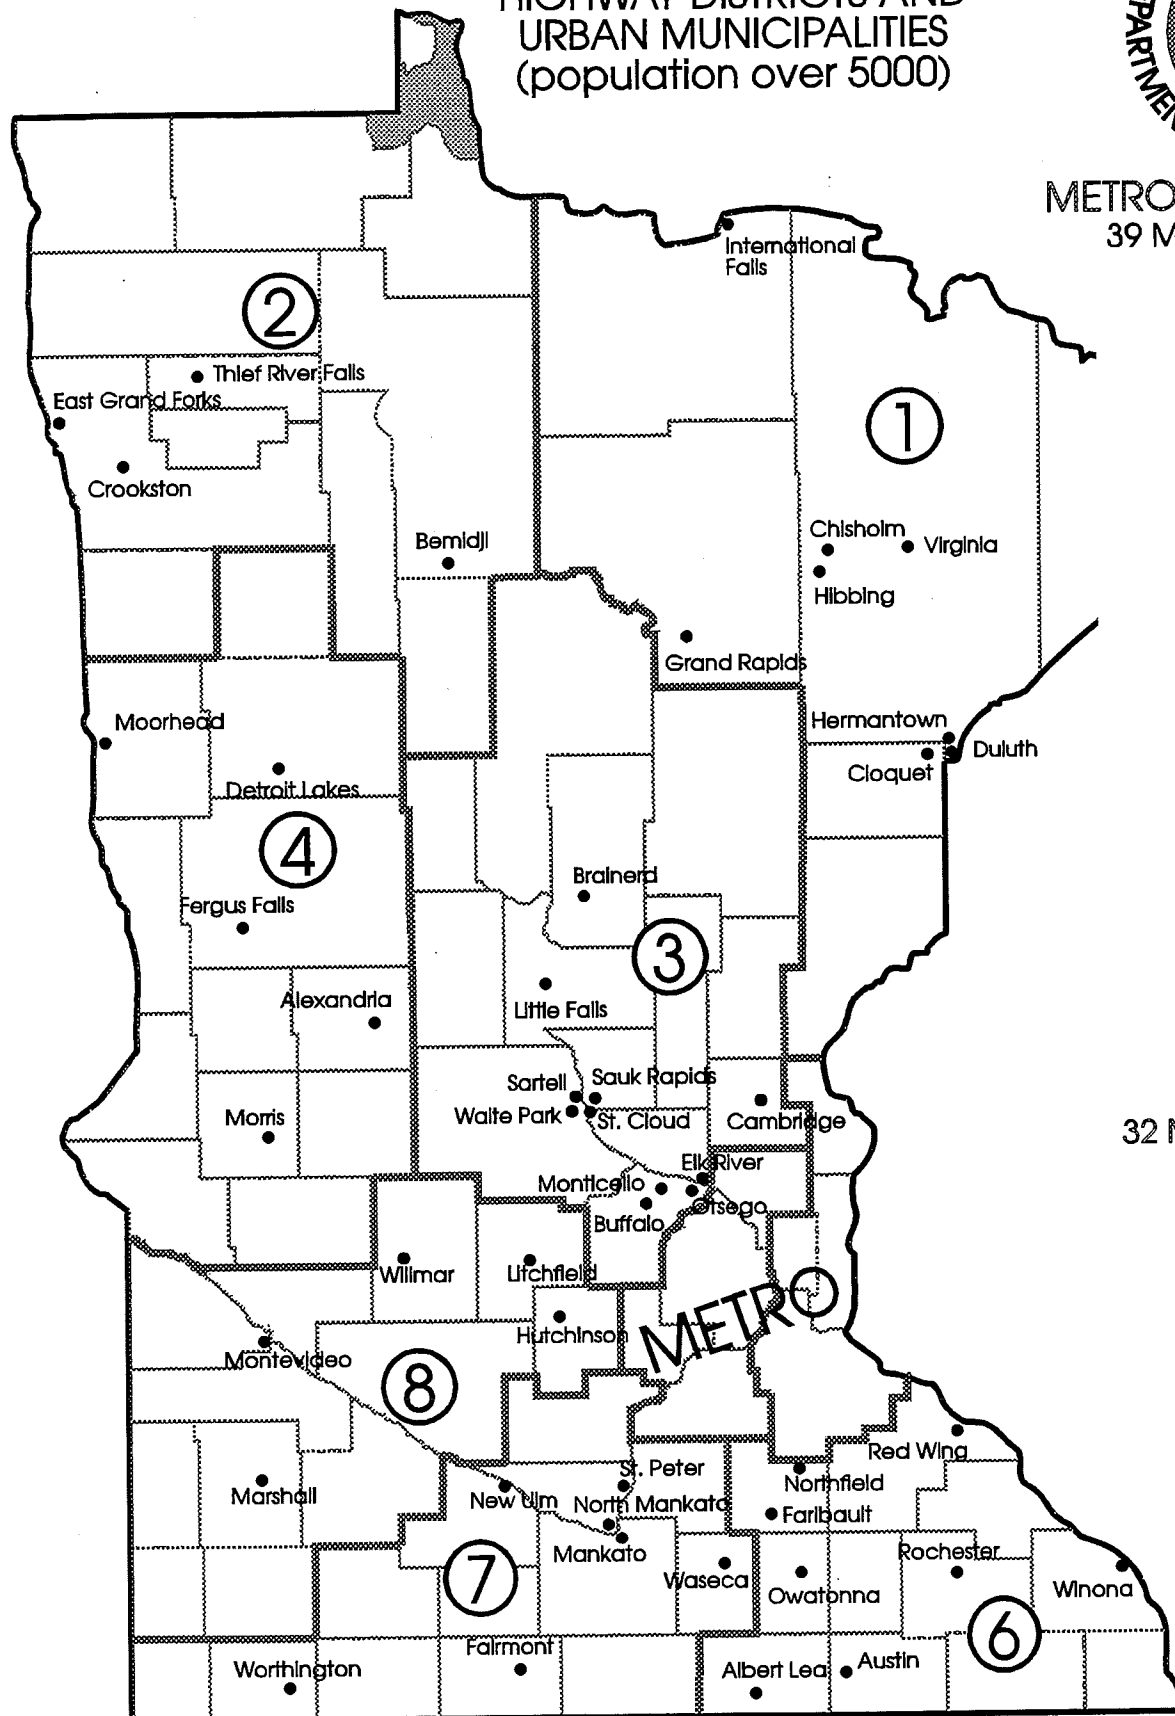 HIGHWAY DISTRICTS AND
URBAN MUNICIPALITIES
(population over 5000)
METRO
39 M
International
Falls
2
Thief River Falls
East Grand Forks
1
Crookston
Chisholm
Virginia
Bemidji
Hibbing
Grand Rapids
Moorhead
Hermantown
Duluth
Cloquet
Detroit Lakes
4
Brainerd
Fergus Falls
3
Alexandria
Little Falls
Sartell
Sauk Rapids
Waite Park
St. Cloud
Morris
Cambridge
32
Elk River
Monticello
Otsego
Buffalo
Willmar
Litchfield
METRO
Hutchinson
Montevideo
8
Red Wing
St. Peter
Northfield
Marshall
New Ulm
North Mankato
Faribault
Mankato
Rochester
7
Waseca
Owatonna
Winona
6
Fairmont
Worthington
Albert Lea
Austin